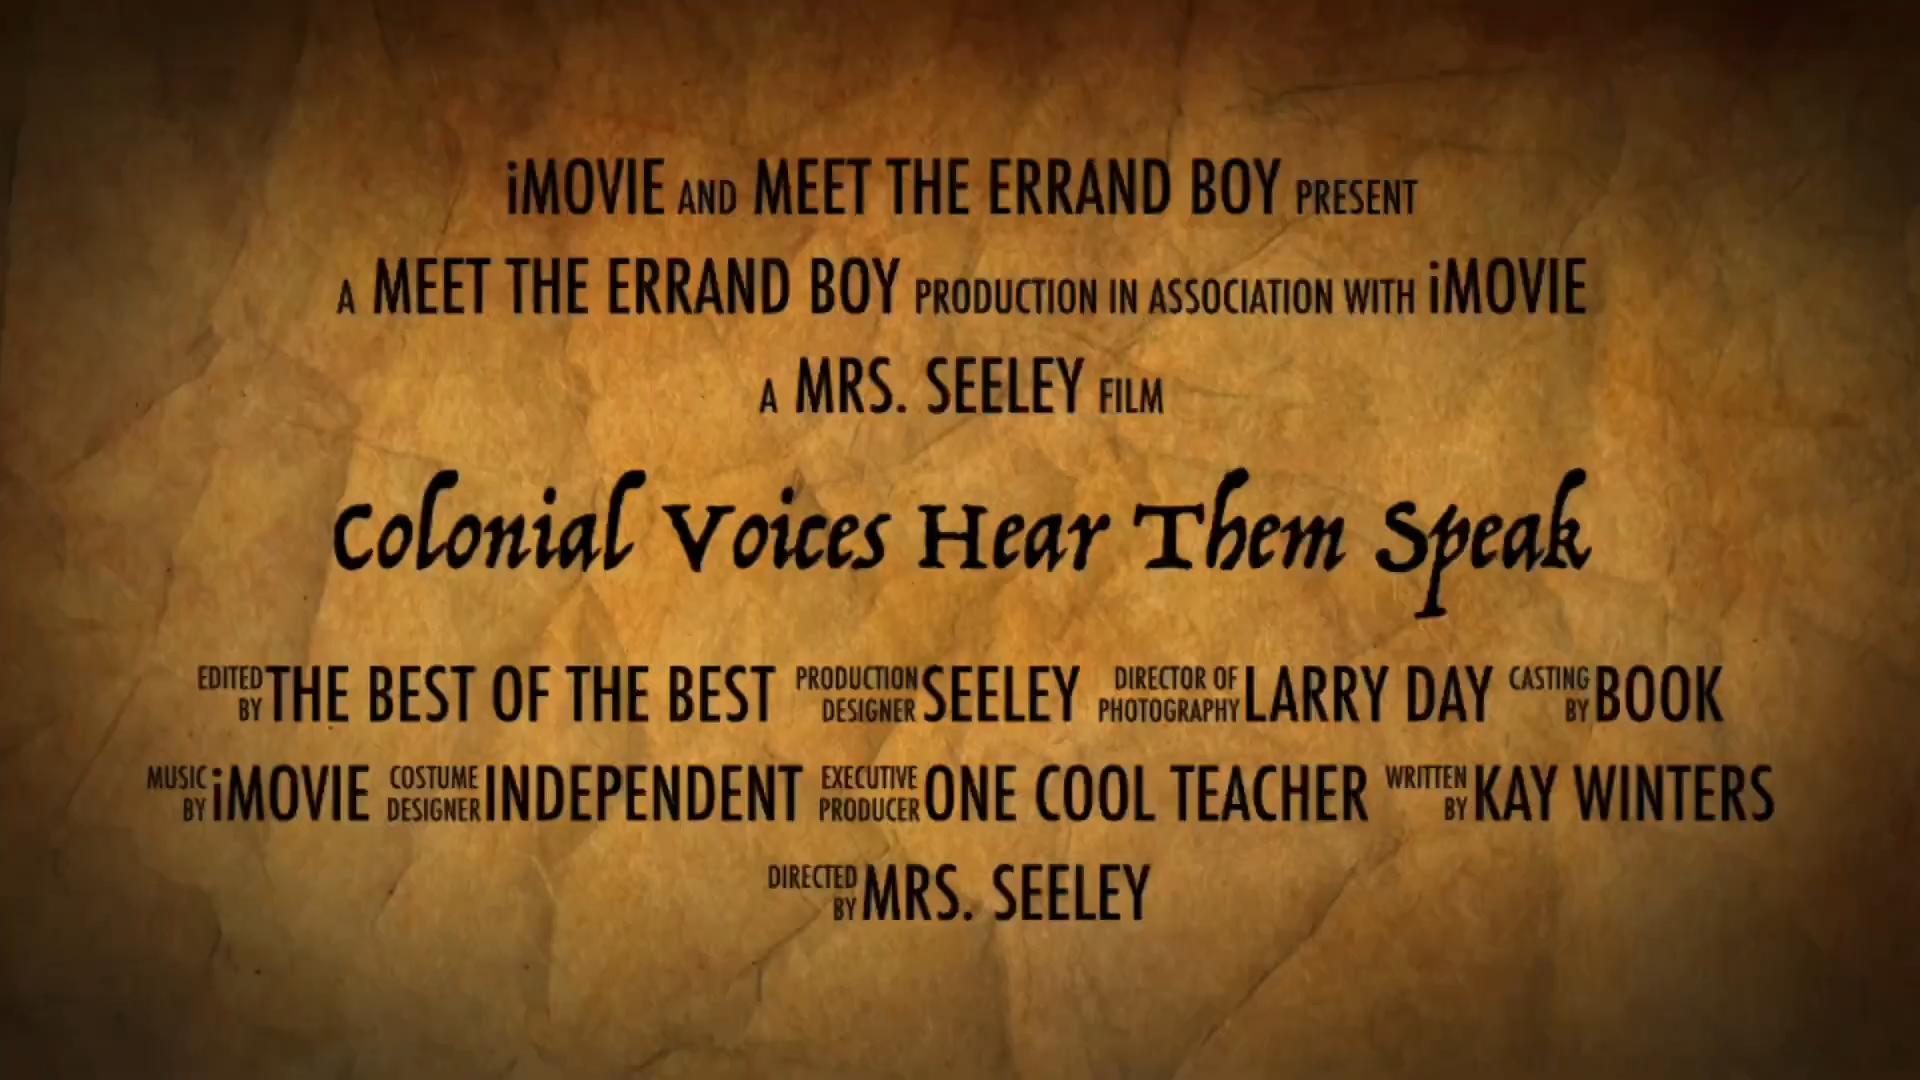 iMOVIE AND MEET THE ERRAND BOY PRESENT
A MEET THE ERRAND BOY PRODUCTION IN ASSOCIATION WITH iMOVIE
A MRS. SEELEY FILM
Colonial Voices Hear Them Speak
EDITED BY THE BEST OF THE BEST PRODUCTION DESIGNER SEELEY DIRECTOR OF PHOTOGRAPHY LARRY DAY CASTING BY BOOK
MUSIC BY iMOVIE COSTUME DESIGNER INDEPENDENT EXECUTIVE PRODUCER ONE COOL TEACHER WRITTEN BY KAY WINTERS
DIRECTED BY MRS. SEELEY